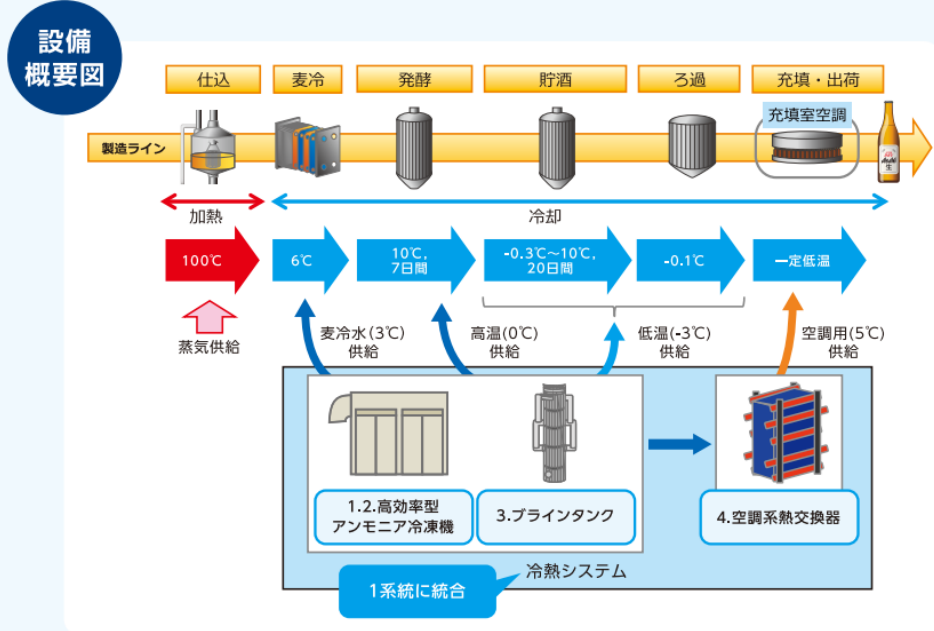 設備
概要図
仕込
麦冷
発酵
貯酒
ろ過
充填・出荷
充填室空調
製造ライン
Asahi
生
加熱
冷却
100℃
6℃
10℃,
7日間
-0.3℃～10℃,
20日間
-0.1℃
一定低温
蒸気供給
麦冷水(3℃)
供給
高温(0℃)
供給
低温(-3℃)
供給
空調用(5℃)
供給
1.2.高効率型
アンモニア冷凍機
3.ブラインタンク
4.空調系熱交換器
冷熱システム
1系統に統合